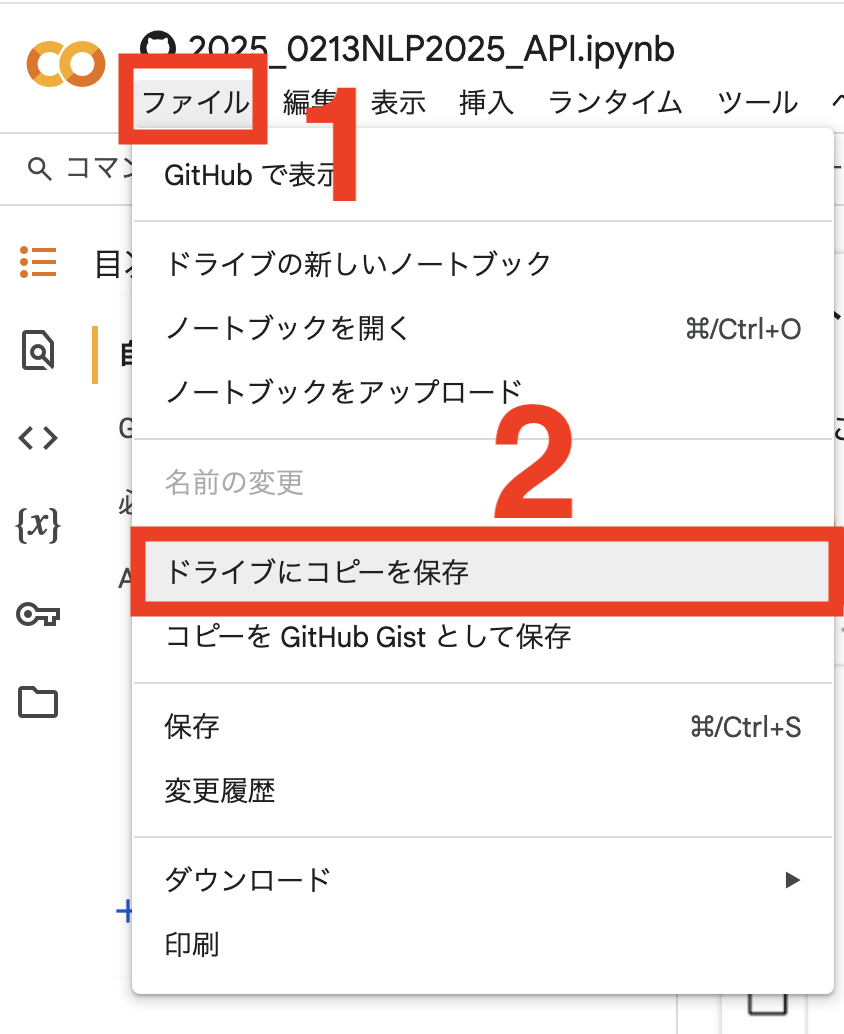 2025_0213NLP2025_API.ipynb
ファイル 編集 表示 挿入 ランタイム ツール
1
コマン
GitHub で表示
目次
ドライブの新しいノートブック
ノートブックを開く ⌘/Ctrl+O
ノートブックをアップロード
2
名前の変更
ドライブにコピーを保存
コピーを GitHub Gist として保存
{x}
保存 ⌘/Ctrl+S
変更履歴
ダウンロード
印刷